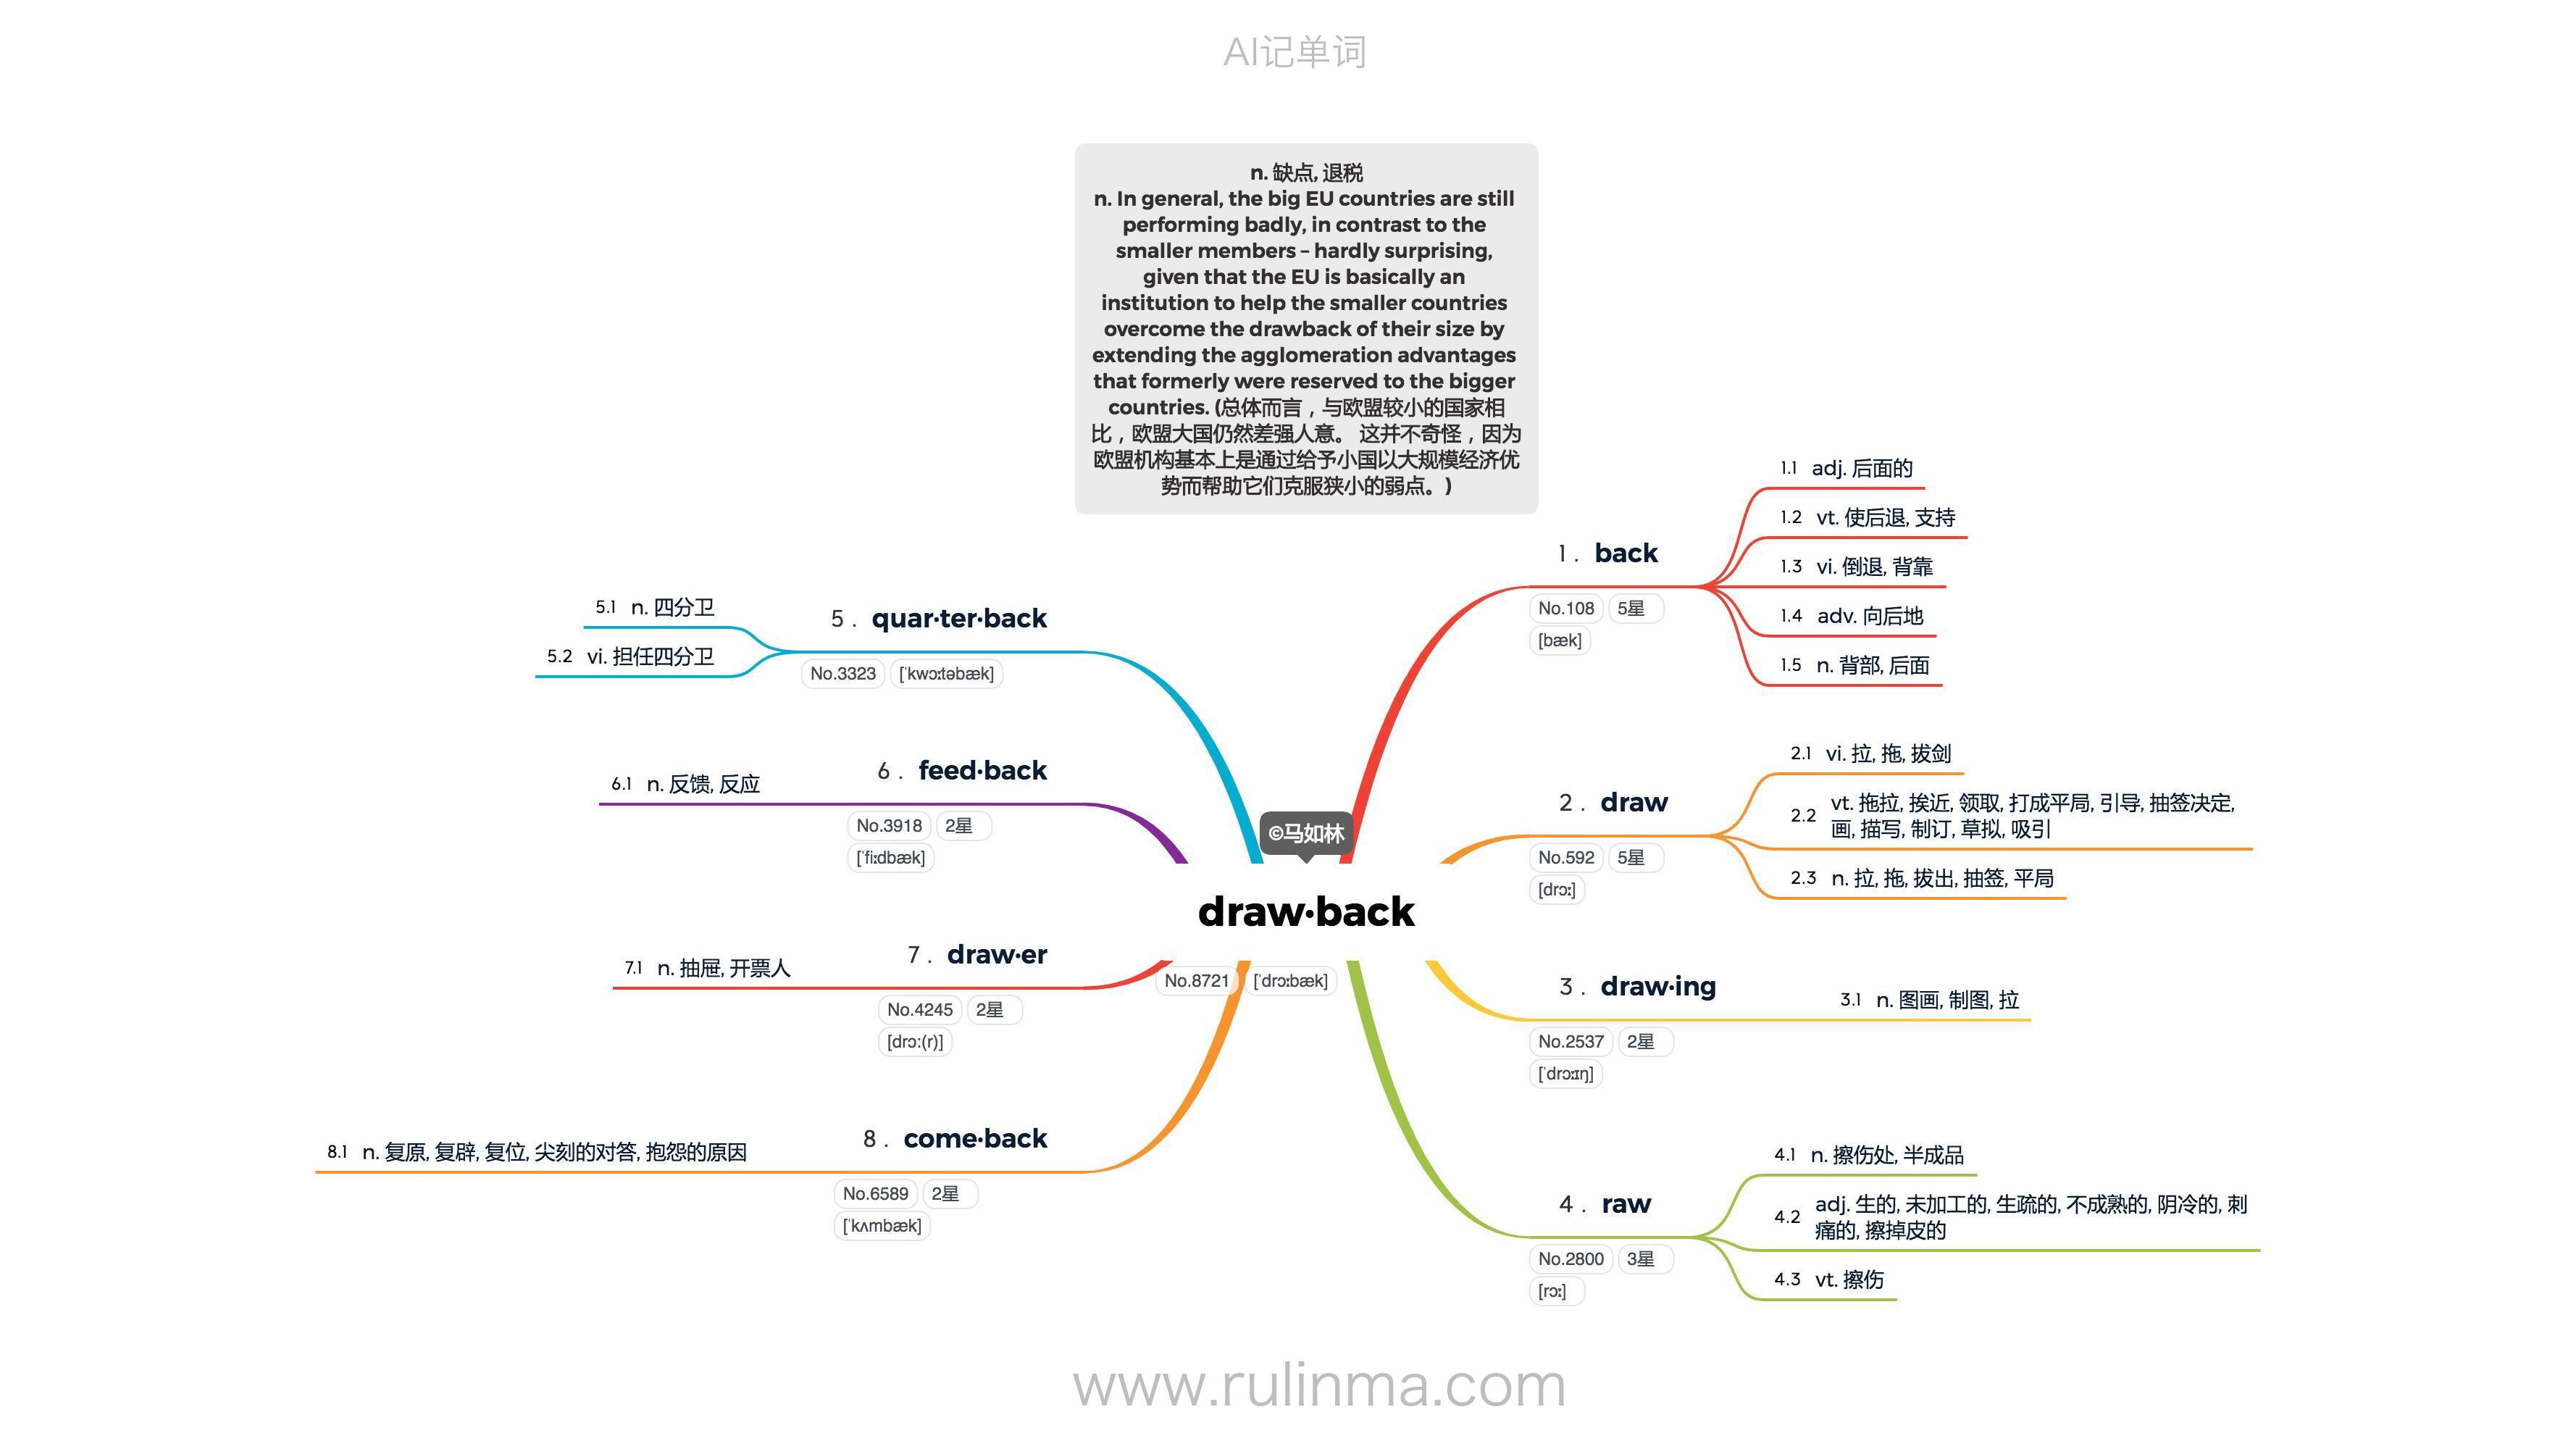 AI记单词
n. 缺点, 退税
n. In general, the big EU countries are still
performing badly, in contrast to the
smaller members – hardly surprising,
given that the EU is basically an
institution to help the smaller countries
overcome the drawback of their size by
extending the agglomeration advantages
that formerly were reserved to the bigger
countries. (总体而言，与欧盟较小的国家相
比，欧盟大国仍然差强人意。 这并不奇怪，因为
欧盟机构基本上是通过给予小国以大规模经济优
势而帮助它们克服狭小的弱点。)
©马如林
draw·back
No.8721 [ˈdrɔːbæk]
1 . back
No.108 5星
[bæk]
1.1 adj. 后面的
1.2 vt. 使后退, 支持
1.3 vi. 倒退, 背靠
1.4 adv. 向后地
1.5 n. 背部, 后面
2 . draw
No.592 5星
[drɔː]
2.1 vi. 拉, 拖, 拔剑
2.2 vt. 拖拉, 挨近, 领取, 打成平局, 引导, 抽签决定,
画, 描写, 制订, 草拟, 吸引
2.3 n. 拉, 拖, 拔出, 抽签, 平局
3 . draw·ing
No.2537 2星
[ˈdrɔːɪŋ]
3.1 n. 图画, 制图, 拉
4 . raw
No.2800 3星
[rɔː]
4.1 n. 擦伤处, 半成品
4.2 adj. 生的, 未加工的, 生疏的, 不成熟的, 阴冷的, 刺
痛的, 擦掉皮的
4.3 vt. 擦伤
5 . quar·ter·back
No.3323 [ˈkwɔːtəbæk]
5.1 n. 四分卫
5.2 vi. 担任四分卫
6 . feed·back
No.3918 2星
[ˈfiːdbæk]
6.1 n. 反馈, 反应
7 . draw·er
No.4245 2星
[drɔː(r)]
7.1 n. 抽屉, 开票人
8 . come·back
No.6589 2星
[ˈkʌmbæk]
8.1 n. 复原, 复辟, 复位, 尖刻的对答, 抱怨的原因
www.rulinma.com